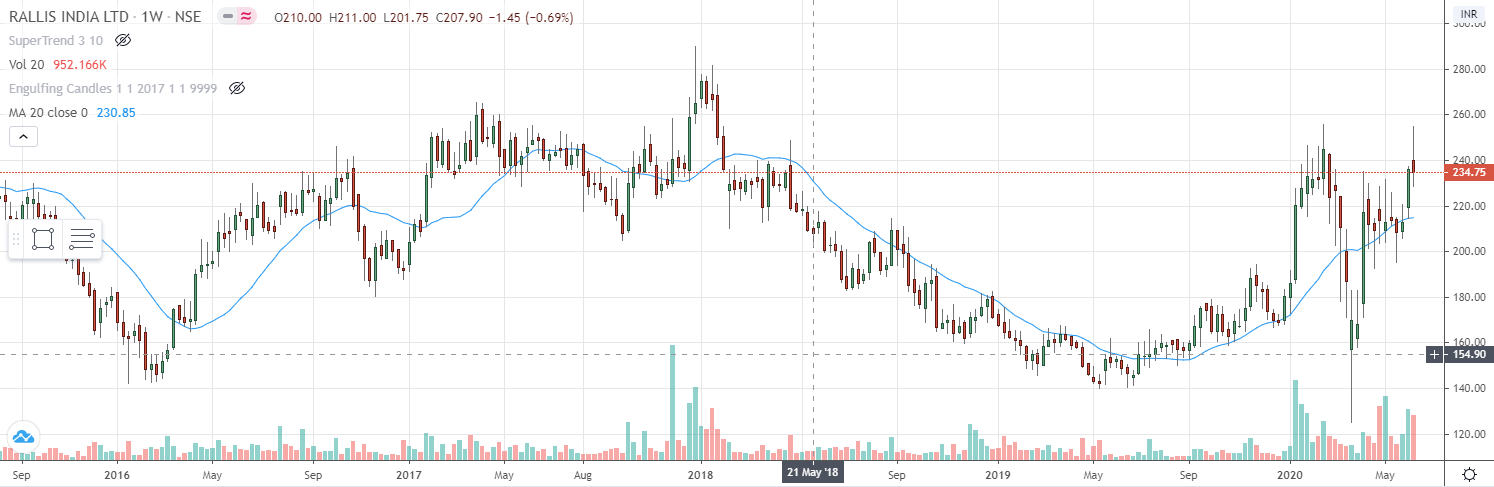 RALLIS INDIA LTD · 1W · NSE O210.00 H211.00 L201.75 C207.90 −1.45 (−0.69%)
SuperTrend 3 10
Vol 20 952.166K
Engulfing Candles 1 1 2017 1 1 9999
MA 20 close 0 230.85
INR
300.00
280.00
260.00
240.00
234.75
220.00
200.00
180.00
160.00
154.90
140.00
120.00
Sep 2016 May Sep 2017 May Aug 2018 21 May '18 Sep 2019 May Sep 2020 May